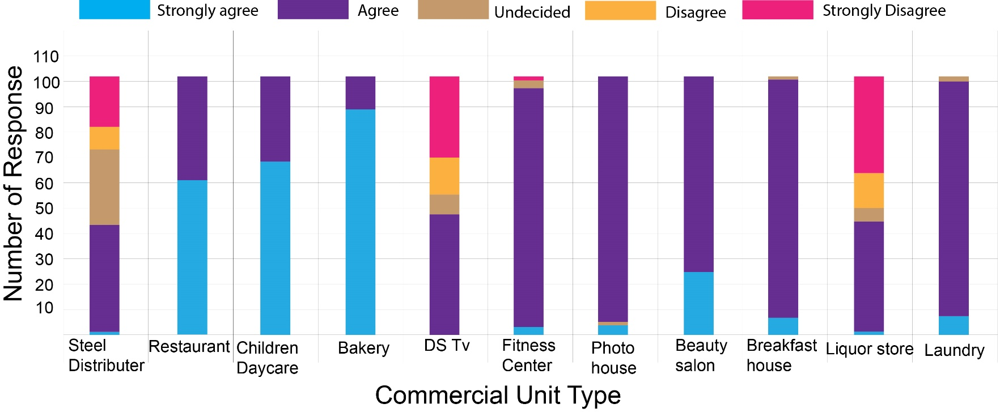 Strongly agree Agree Undecided Disagree Strongly Disagree
Number of Response
110
100
90
80
70
60
50
40
30
20
10
Steel
Distributer
Restaurant
Children
Daycare
Bakery
DS Tv
Fitness
Center
Photo
house
Beauty
salon
Breakfast
house
Liquor store
Laundry
Commercial Unit Type